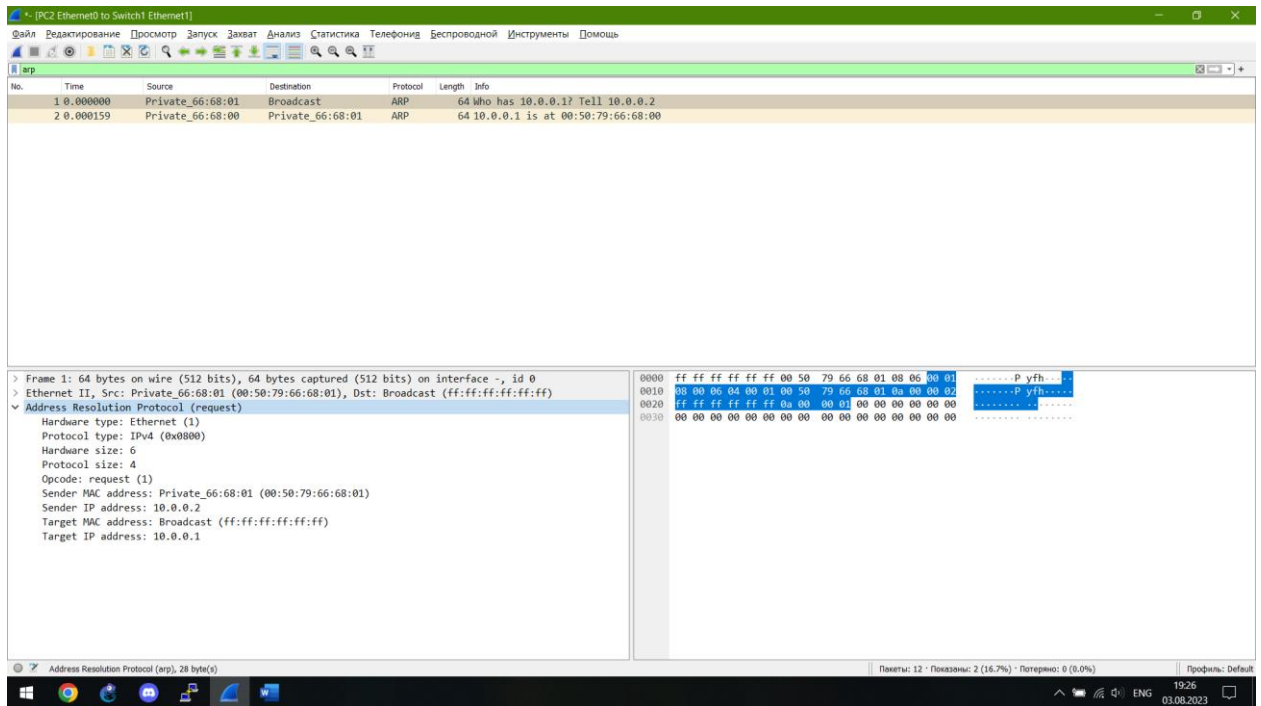 *- [PC2 Ethernet0 to Switch1 Ethernet1]
Файл Редактирование Просмотр Запуск Захват Анализ Статистика Телефония Беспроводной Инструменты Помощь
arp
No. Time Source Destination Protocol Length Info
1 0.000000 Private_66:68:01 Broadcast ARP 64 Who has 10.0.0.1? Tell 10.0.0.2
2 0.000159 Private_66:68:00 Private_66:68:01 ARP 64 10.0.0.1 is at 00:50:79:66:68:00
> Frame 1: 64 bytes on wire (512 bits), 64 bytes captured (512 bits) on interface -, id 0
> Ethernet II, Src: Private_66:68:01 (00:50:79:66:68:01), Dst: Broadcast (ff:ff:ff:ff:ff:ff)
Address Resolution Protocol (request)
Hardware type: Ethernet (1)
Protocol type: IPv4 (0x0800)
Hardware size: 6
Protocol size: 4
Opcode: request (1)
Sender MAC address: Private_66:68:01 (00:50:79:66:68:01)
Sender IP address: 10.0.0.2
Target MAC address: Broadcast (ff:ff:ff:ff:ff:ff)
Target IP address: 10.0.0.1
0000 ff ff ff ff ff ff 00 50 79 66 68 01 08 06 00 01 ·······P yfh·····
0010 08 00 06 04 00 01 00 50 79 66 68 01 0a 00 00 02 ·······P yfh·····
0020 ff ff ff ff ff ff 0a 00 00 01 00 00 00 00 00 00 ········ ········
0030 00 00 00 00 00 00 00 00 00 00 00 00 00 00 00 00 ········ ········
Address Resolution Protocol (arp), 28 byte(s)
Пакеты: 12 · Показаны: 2 (16.7%) · Потеряно: 0 (0.0%)
Профиль: Default
ENG
19:26
03.08.2023